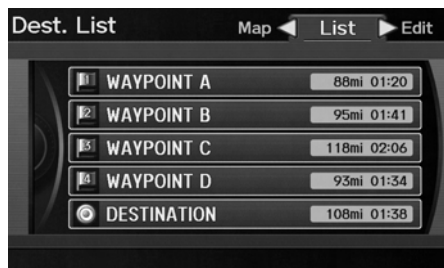 Dest. List Map List Edit
1 WAYPOINT A 88mi 01:20
2 WAYPOINT B 95mi 01:41
3 WAYPOINT C 118mi 02:06
4 WAYPOINT D 93mi 01:34
DESTINATION 108mi 01:38